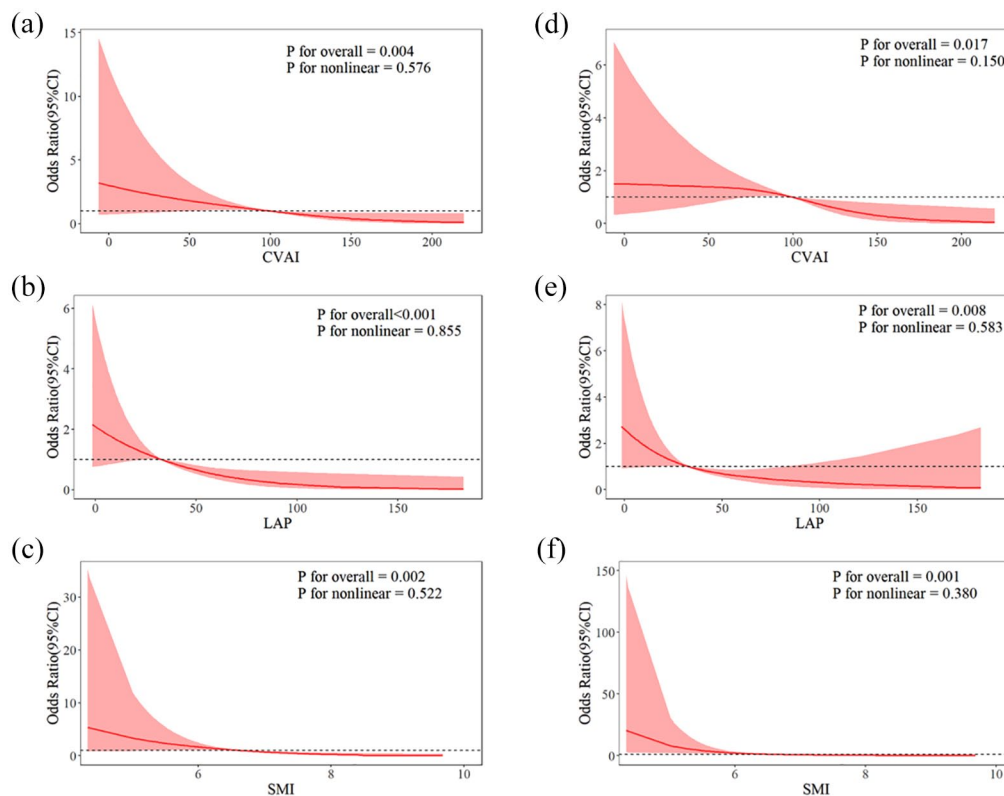 (a)
15
10
5
0
Odds Ratio(95%CI)
P for overall = 0.004
P for nonlinear = 0.576
0 50 100 150 200
CVAI
(d)
6
4
2
0
Odds Ratio(95%CI)
P for overall = 0.017
P for nonlinear = 0.150
0 50 100 150 200
CVAI
(b)
6
4
2
0
Odds Ratio(95%CI)
P for overall<0.001
P for nonlinear = 0.855
0 50 100 150
LAP
(e)
8
6
4
2
0
Odds Ratio(95%CI)
P for overall = 0.008
P for nonlinear = 0.583
0 50 100 150
LAP
(c)
30
20
10
0
Odds Ratio(95%CI)
P for overall = 0.002
P for nonlinear = 0.522
6 8 10
SMI
(f)
150
100
50
0
Odds Ratio(95%CI)
P for overall = 0.001
P for nonlinear = 0.380
6 8 10
SMI